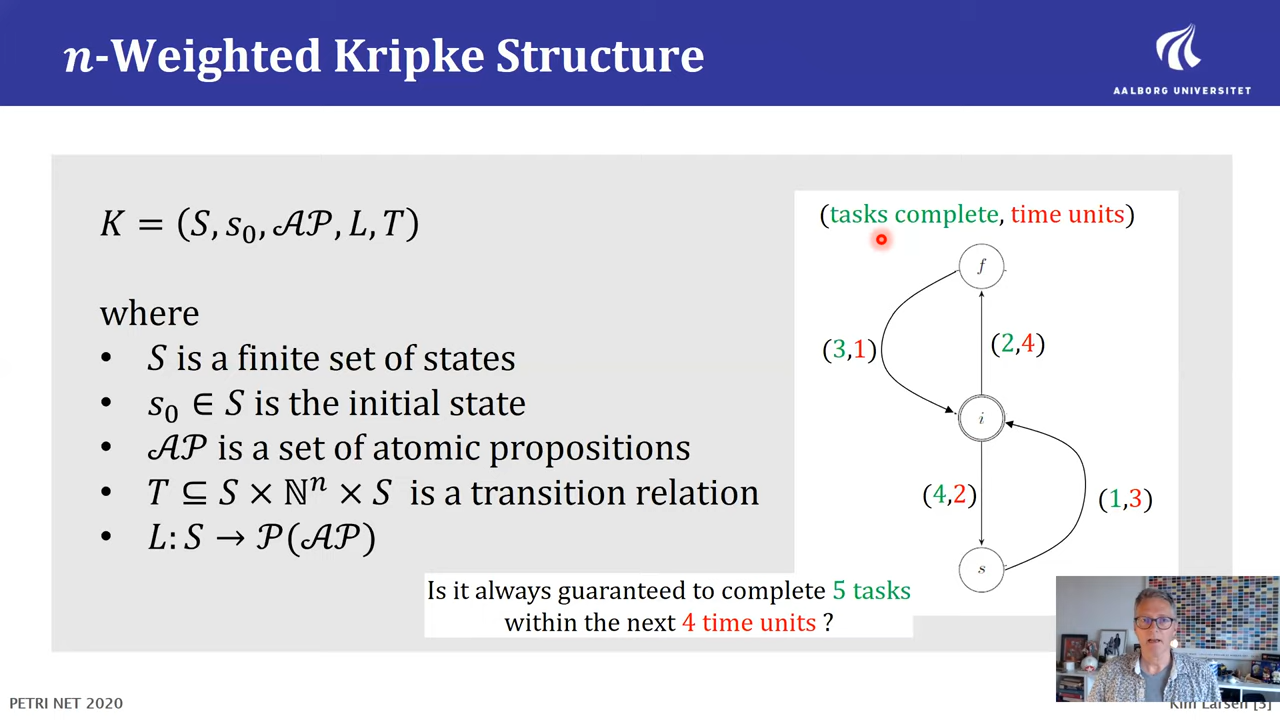 n-Weighted Kripke Structure
AALBORG UNIVERSITET
K = (S, s₀, 𝒜𝒫, L, T)
where
• S is a finite set of states
• s₀ ∈ S is the initial state
• 𝒜𝒫 is a set of atomic propositions
• T ⊆ S × ℕⁿ × S is a transition relation
• L: S → 𝒫(𝒜𝒫)
(tasks complete, time units)
f
(3,1)
(2,4)
i
(4,2)
(1,3)
s
Is it always guaranteed to complete 5 tasks
within the next 4 time units ?
PETRI NET 2020
Kim Larsen [3]